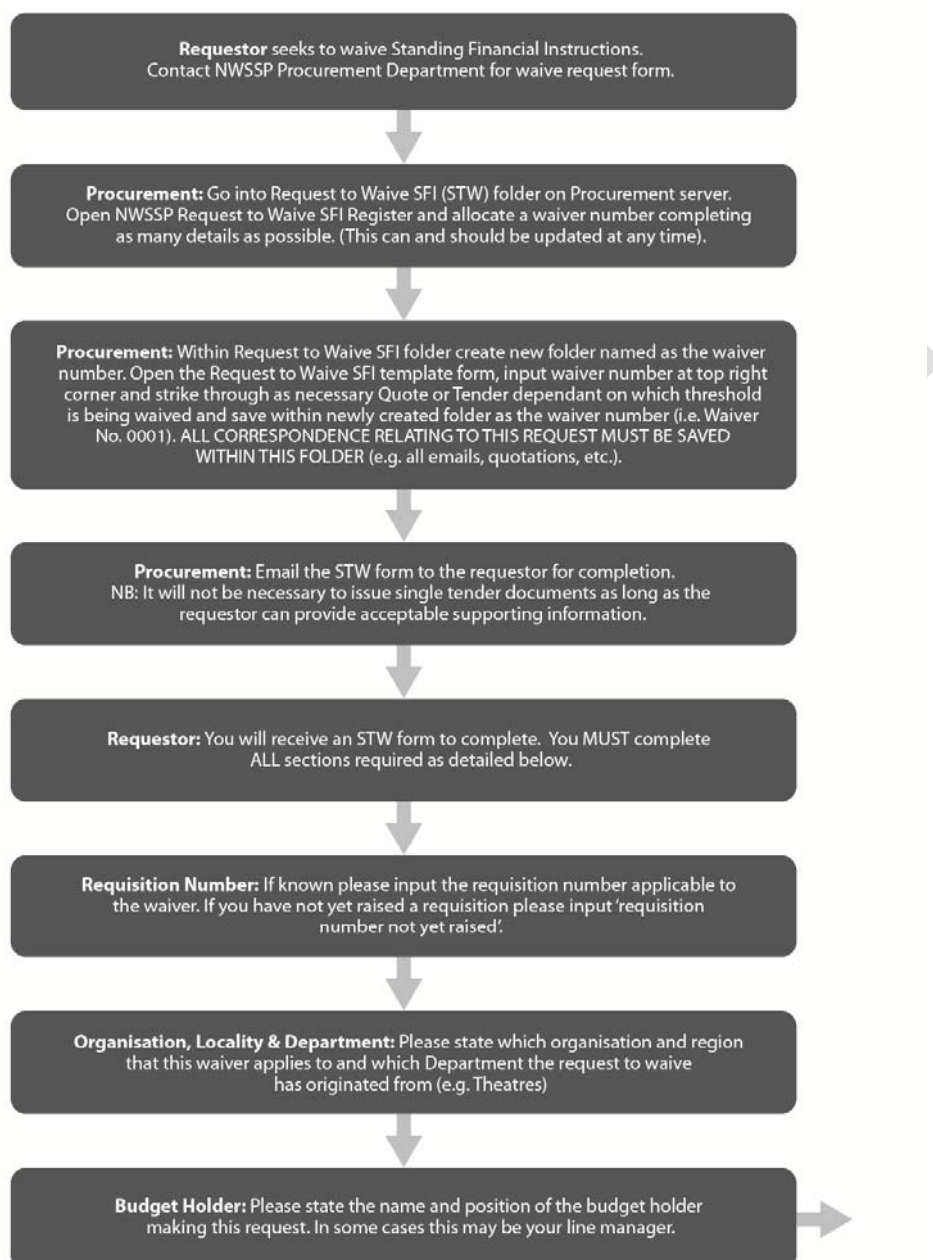 Requestor seeks to waive Standing Financial Instructions.
Contact NWSSP Procurement Department for waive request form.
Procurement: Go into Request to Waive SFI (STW) folder on Procurement server.
Open NWSSP Request to Waive SFI Register and allocate a waiver number completing
as many details as possible. (This can and should be updated at any time).
Procurement: Within Request to Waive SFI folder create new folder named as the waiver
number. Open the Request to Waive SFI template form, input waiver number at top right
corner and strike through as necessary Quote or Tender dependant on which threshold
is being waived and save within newly created folder as the waiver number (i.e. Waiver
No. 0001). ALL CORRESPONDENCE RELATING TO THIS REQUEST MUST BE SAVED
WITHIN THIS FOLDER (e.g. all emails, quotations, etc.).
Procurement: Email the STW form to the requestor for completion.
NB: It will not be necessary to issue single tender documents as long as the
requestor can provide acceptable supporting information.
Requestor: You will receive an STW form to complete. You MUST complete
ALL sections required as detailed below.
Requisition Number: If known please input the requisition number applicable to
the waiver. If you have not yet raised a requisition please input 'requisition
number not yet raised'.
Organisation, Locality & Department: Please state which organisation and region
that this waiver applies to and which Department the request to waive
has originated from (e.g. Theatres)
Budget Holder: Please state the name and position of the budget holder
making this request. In some cases this may be your line manager.